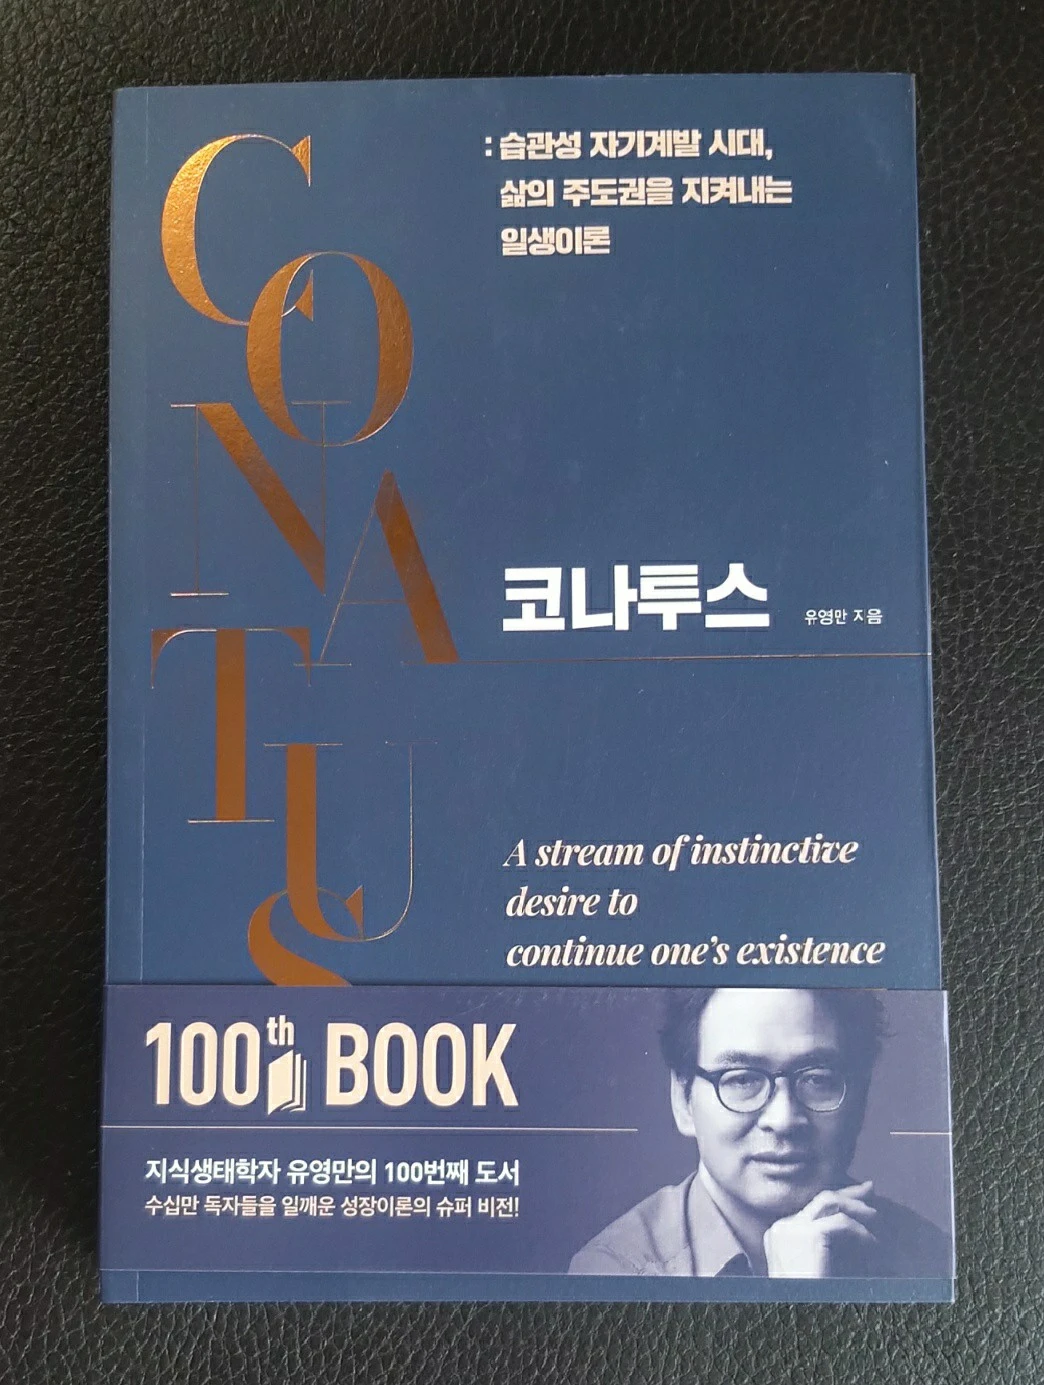 CONATUS
: 습관성 자기계발 시대,
삶의 주도권을 지켜내는
일생이론
코나투스
유영만 지음
A stream of instinctive
desire to
continue one's existence
100th BOOK
지식생태학자 유영만의 100번째 도서
수십만 독자들을 일깨운 성장이론의 슈퍼 비전!